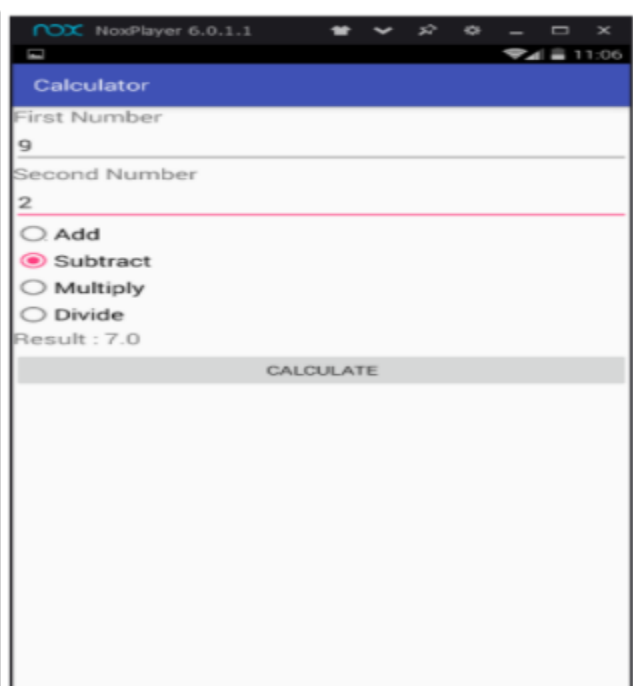 nox NoxPlayer 6.0.1.1
11:06
Calculator
First Number
9
Second Number
2
Add
Subtract
Multiply
Divide
Result : 7.0
CALCULATE